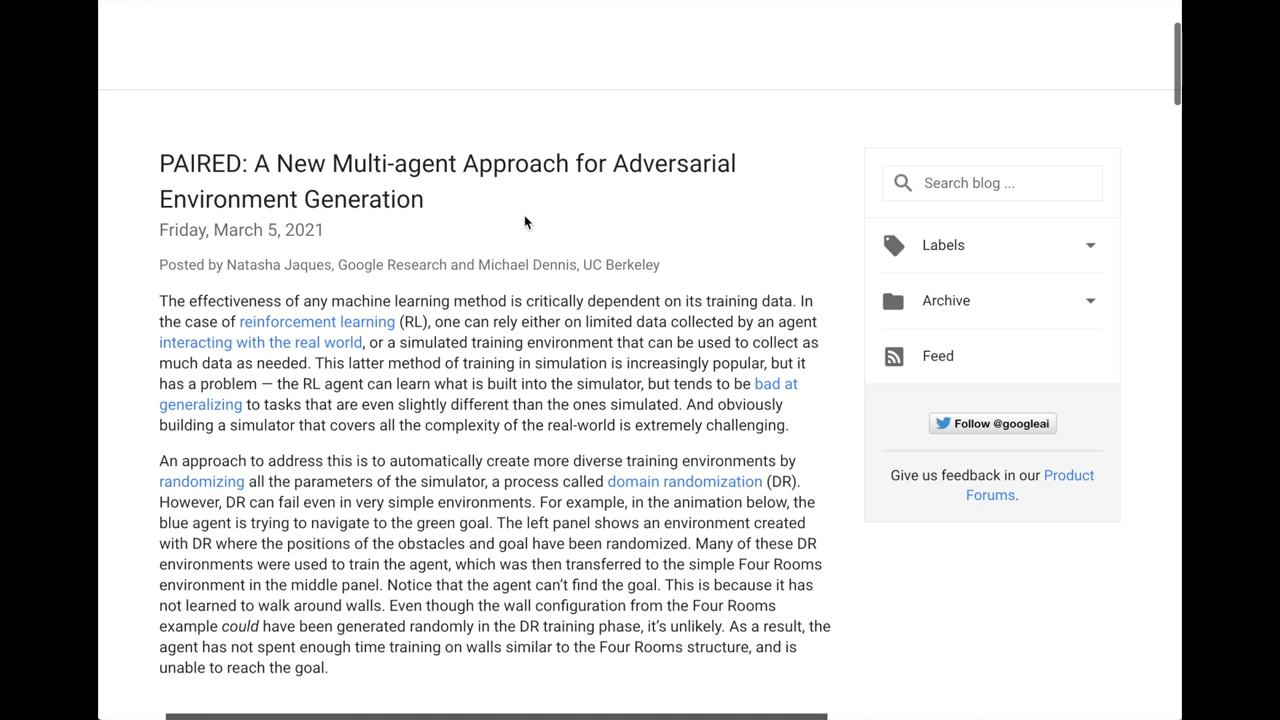 PAIRED: A New Multi-agent Approach for Adversarial
Environment Generation
Friday, March 5, 2021
Posted by Natasha Jaques, Google Research and Michael Dennis, UC Berkeley
The effectiveness of any machine learning method is critically dependent on its training data. In
the case of reinforcement learning (RL), one can rely either on limited data collected by an agent
interacting with the real world, or a simulated training environment that can be used to collect as
much data as needed. This latter method of training in simulation is increasingly popular, but it
has a problem — the RL agent can learn what is built into the simulator, but tends to be bad at
generalizing to tasks that are even slightly different than the ones simulated. And obviously
building a simulator that covers all the complexity of the real-world is extremely challenging.
An approach to address this is to automatically create more diverse training environments by
randomizing all the parameters of the simulator, a process called domain randomization (DR).
However, DR can fail even in very simple environments. For example, in the animation below, the
blue agent is trying to navigate to the green goal. The left panel shows an environment created
with DR where the positions of the obstacles and goal have been randomized. Many of these DR
environments were used to train the agent, which was then transferred to the simple Four Rooms
environment in the middle panel. Notice that the agent can't find the goal. This is because it has
not learned to walk around walls. Even though the wall configuration from the Four Rooms
example could have been generated randomly in the DR training phase, it's unlikely. As a result, the
agent has not spent enough time training on walls similar to the Four Rooms structure, and is
unable to reach the goal.
Search blog ...
Labels
Archive
Feed
Follow @googleai
Give us feedback in our Product
Forums.